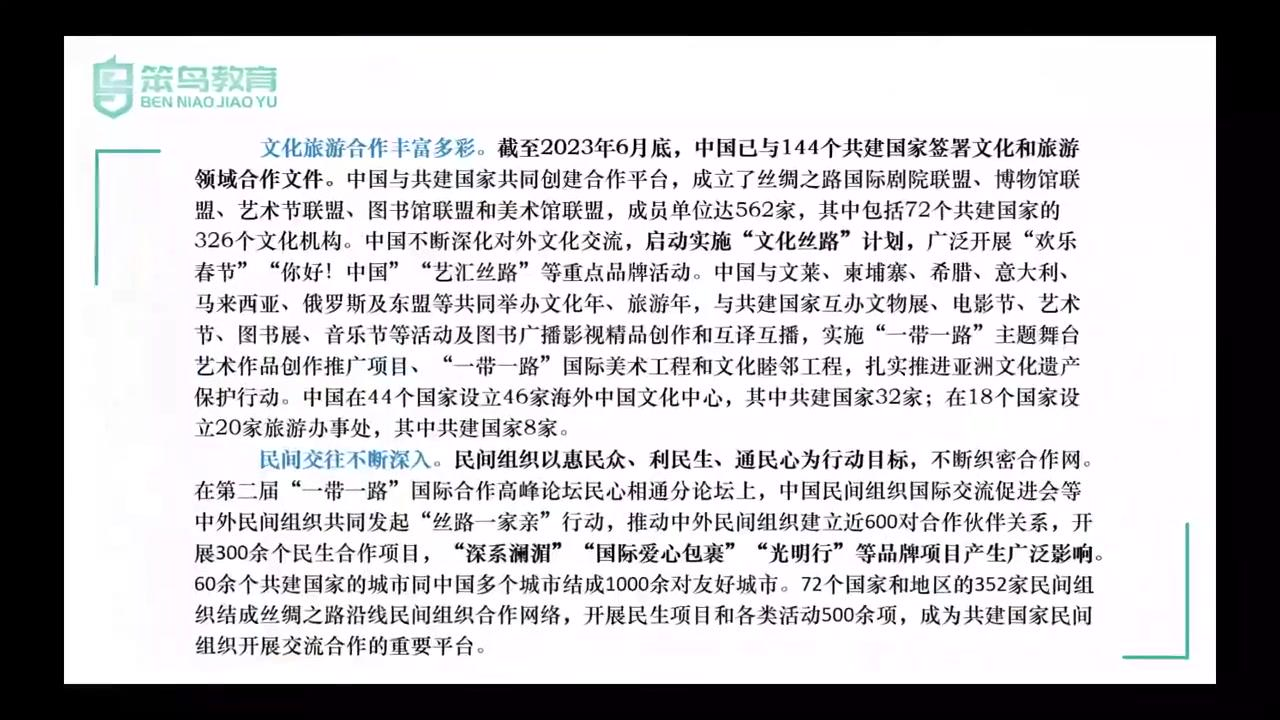 笨鸟教育
BEN NIAO JIAO YU
文化旅游合作丰富多彩。截至2023年6月底，中国已与144个共建国家签署文化和旅游
领域合作文件。中国与共建国家共同创建合作平台，成立了丝绸之路国际剧院联盟、博物馆联
盟、艺术节联盟、图书馆联盟和美术馆联盟，成员单位达562家，其中包括72个共建国家的
326个文化机构。中国不断深化对外文化交流，启动实施“文化丝路”计划，广泛开展“欢乐
春节”“你好！中国”“艺汇丝路”等重点品牌活动。中国与文莱、柬埔寨、希腊、意大利、
马来西亚、俄罗斯及东盟等共同举办文化年、旅游年，与共建国家互办文物展、电影节、艺术
节、图书展、音乐节等活动及图书广播影视精品创作和互译互播，实施“一带一路”主题舞台
艺术作品创作推广项目、“一带一路”国际美术工程和文化睦邻工程，扎实推进亚洲文化遗产
保护行动。中国在44个国家设立46家海外中国文化中心，其中共建国家32家；在18个国家设
立20家旅游办事处，其中共建国家8家。
民间交往不断深入。民间组织以惠民众、利民生、通民心为行动目标，不断织密合作网。
在第二届“一带一路”国际合作高峰论坛民心相通分论坛上，中国民间组织国际交流促进会等
中外民间组织共同发起“丝路一家亲”行动，推动中外民间组织建立近600对合作伙伴关系，开
展300余个民生合作项目，“深系澜湄”“国际爱心包裹”“光明行”等品牌项目产生广泛影响。
60余个共建国家的城市同中国多个城市结成1000余对友好城市。72个国家和地区的352家民间组
织结成丝绸之路沿线民间组织合作网络，开展民生项目和各类活动500余项，成为共建国家民间
组织开展交流合作的重要平台。